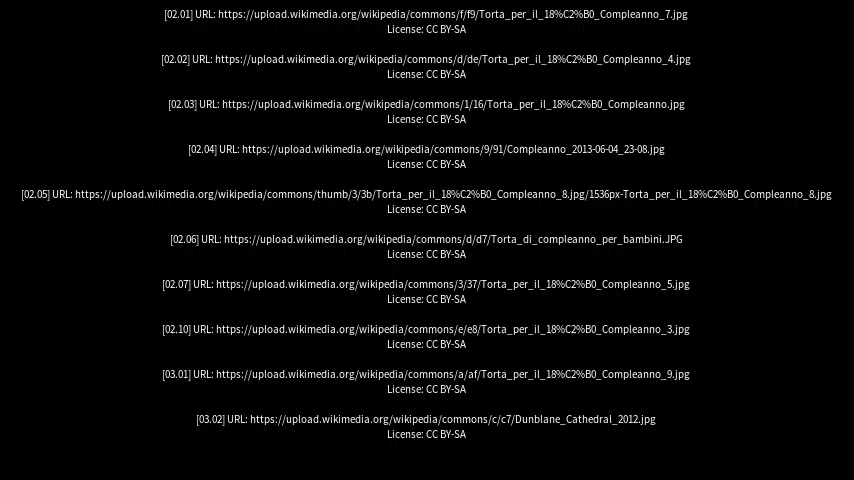 [02.01] URL: https://upload.wikimedia.org/wikipedia/commons/f/f9/Torta_per_il_18%C2%B0_Compleanno_7.jpg
License: CC BY-SA
[02.02] URL: https://upload.wikimedia.org/wikipedia/commons/d/de/Torta_per_il_18%C2%B0_Compleanno_4.jpg
License: CC BY-SA
[02.03] URL: https://upload.wikimedia.org/wikipedia/commons/1/16/Torta_per_il_18%C2%B0_Compleanno.jpg
License: CC BY-SA
[02.04] URL: https://upload.wikimedia.org/wikipedia/commons/9/91/Compleanno_2013-06-04_23-08.jpg
License: CC BY-SA
[02.05] URL: https://upload.wikimedia.org/wikipedia/commons/thumb/3/3b/Torta_per_il_18%C2%B0_Compleanno_8.jpg/1536px-Torta_per_il_18%C2%B0_Compleanno_8.jpg
License: CC BY-SA
[02.06] URL: https://upload.wikimedia.org/wikipedia/commons/d/d7/Torta_di_compleanno_per_bambini.JPG
License: CC BY-SA
[02.07] URL: https://upload.wikimedia.org/wikipedia/commons/3/37/Torta_per_il_18%C2%B0_Compleanno_5.jpg
License: CC BY-SA
[02.10] URL: https://upload.wikimedia.org/wikipedia/commons/e/e8/Torta_per_il_18%C2%B0_Compleanno_3.jpg
License: CC BY-SA
[03.01] URL: https://upload.wikimedia.org/wikipedia/commons/a/af/Torta_per_il_18%C2%B0_Compleanno_9.jpg
License: CC BY-SA
[03.02] URL: https://upload.wikimedia.org/wikipedia/commons/c/c7/Dunblane_Cathedral_2012.jpg
License: CC BY-SA